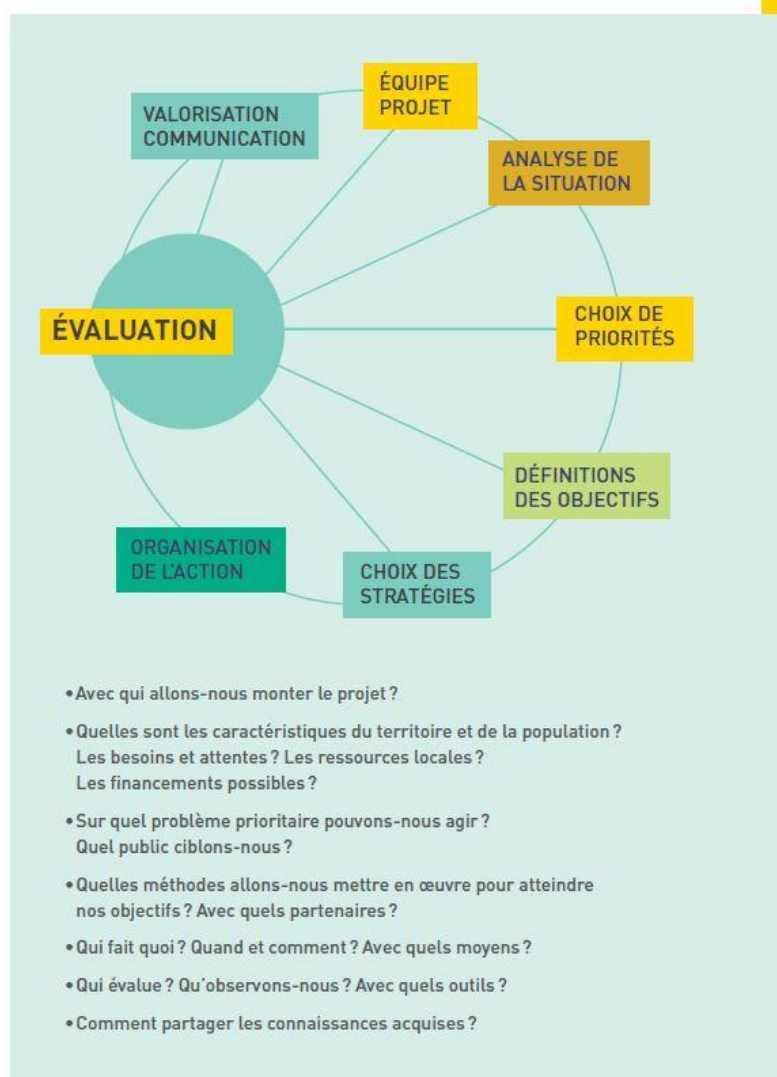 ÉQUIPE
PROJET
VALORISATION
COMMUNICATION
ANALYSE DE
LA SITUATION
CHOIX DE
PRIORITÉS
ÉVALUATION
DÉFINITIONS
DES OBJECTIFS
ORGANISATION
DE L'ACTION
CHOIX DES
STRATÉGIES
• Avec qui allons-nous monter le projet ?
• Quelles sont les caractéristiques du territoire et de la population ?
Les besoins et attentes ? Les ressources locales ?
Les financements possibles ?
• Sur quel problème prioritaire pouvons-nous agir ?
Quel public ciblons-nous ?
• Quelles méthodes allons-nous mettre en œuvre pour atteindre
nos objectifs ? Avec quels partenaires ?
• Qui fait quoi ? Quand et comment ? Avec quels moyens ?
• Qui évalue ? Qu'observons-nous ? Avec quels outils ?
• Comment partager les connaissances acquises ?